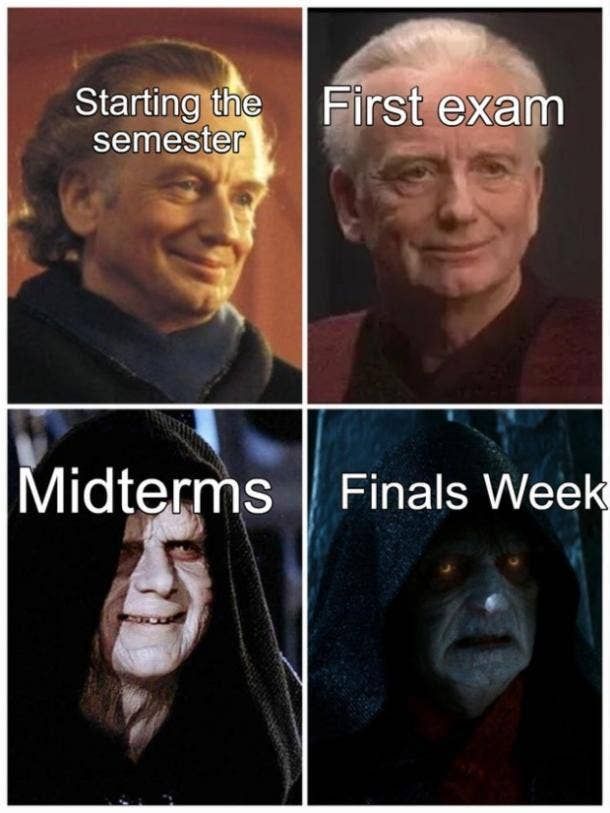 Starting the
semester
First exam
Midterms
Finals Week